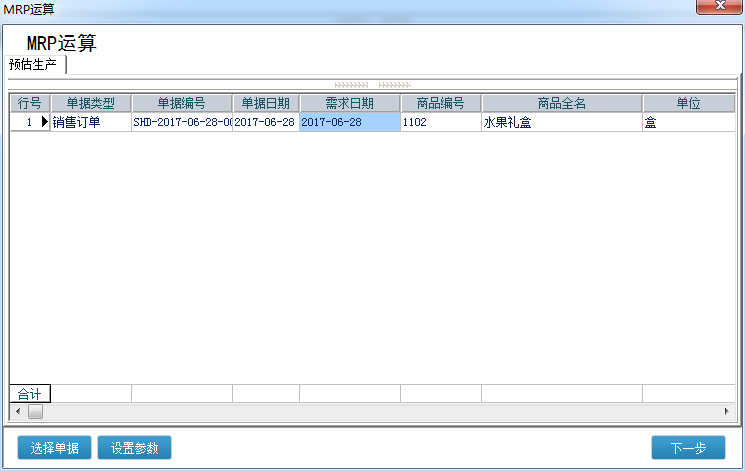 MRP运算
MRP运算
预估生产
行号 单据类型 单据编号 单据日期 需求日期 商品编号 商品全名 单位
1 销售订单 SHD-2017-06-28-00 2017-06-28 2017-06-28 1102 水果礼盒 盒
合计
选择单据 设置参数 下一步